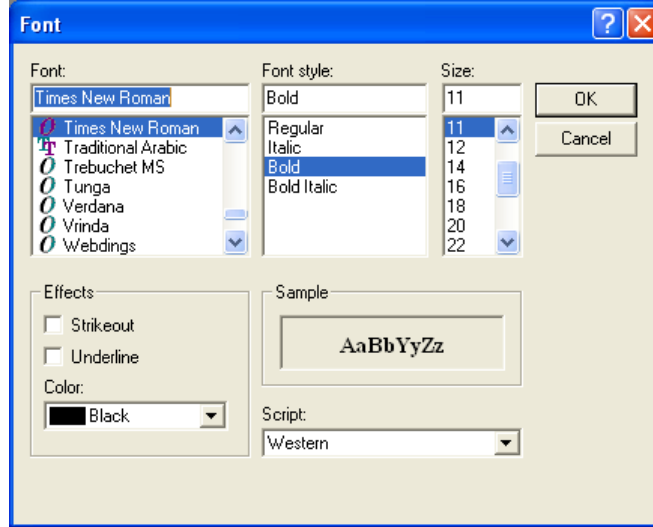 Font
Font: Font style: Size:
Times New Roman Bold 11 OK
Times New Roman Regular 11 Cancel
Traditional Arabic Italic 12
Trebuchet MS Bold 14
Tunga Bold Italic 16
Verdana 18
Vrinda 20
Webdings 22
Effects Sample
Strikeout
AaBbYyZz
Underline
Color:
Black Script:
Western